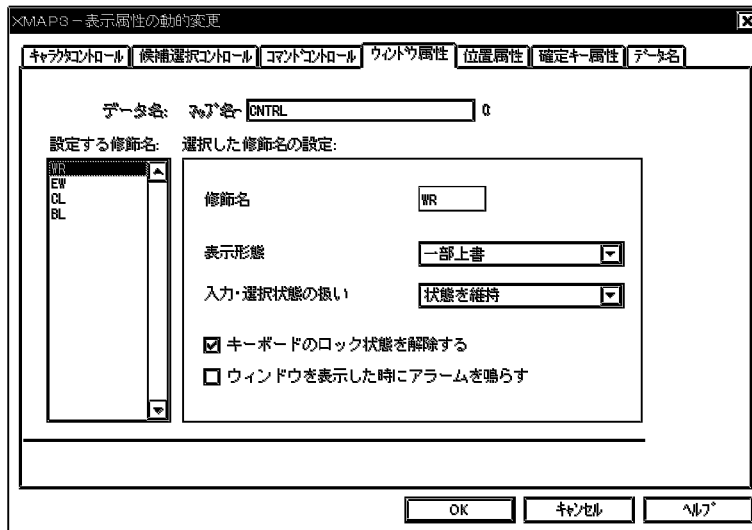 XMAP3－表示属性の動的変更
ｷｬﾗｸﾀｺﾝﾄﾛｰﾙ 候補選択ｺﾝﾄﾛｰﾙ ｺﾏﾝﾄﾞｺﾝﾄﾛｰﾙ ｳｨﾝﾄﾞｳ属性 位置属性 確定ｷｰ属性 ﾃﾞｰﾀ名
データ名: ﾏｯﾌﾟ名- CNTRL
設定する修飾名: 選択した修飾名の設定:
WR
EW
CL
BL
修飾名 WR
表示形態 一部上書
入力・選択状態の扱い 状態を維持
キーボードのロック状態を解除する
ウィンドウを表示した時にアラームを鳴らす
OK ｷｬﾝｾﾙ ﾍﾙﾌﾟ